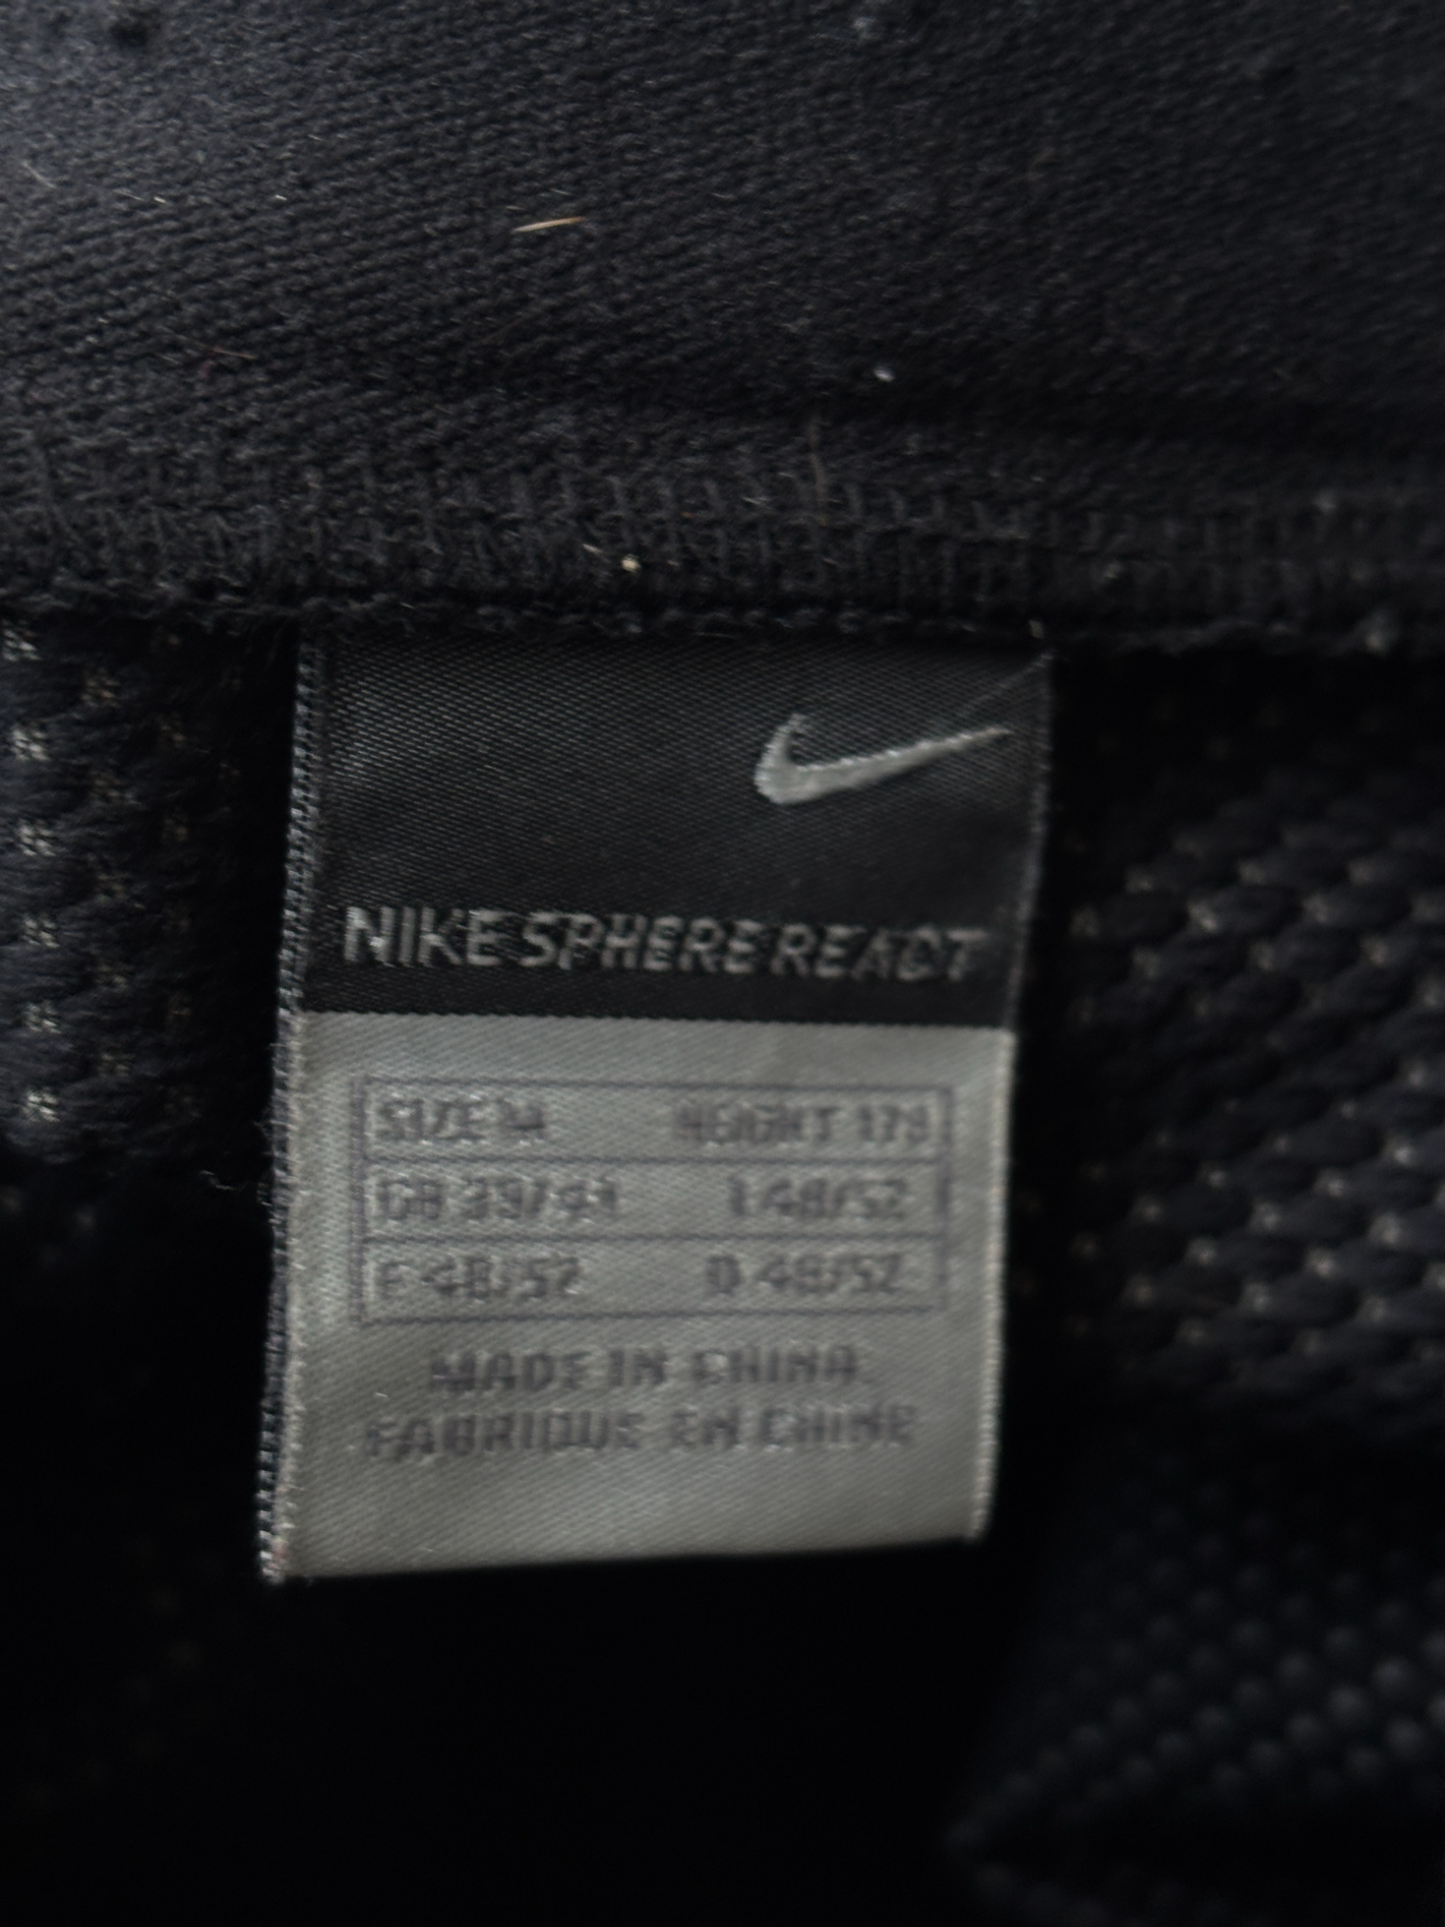 NIKE SPHERE REACT
SIZE M HEIGHT 179
GB 39/41 I 48/52
F 48/52 D 48/52
MADE IN CHINA
FABRIQUE EN CHINE